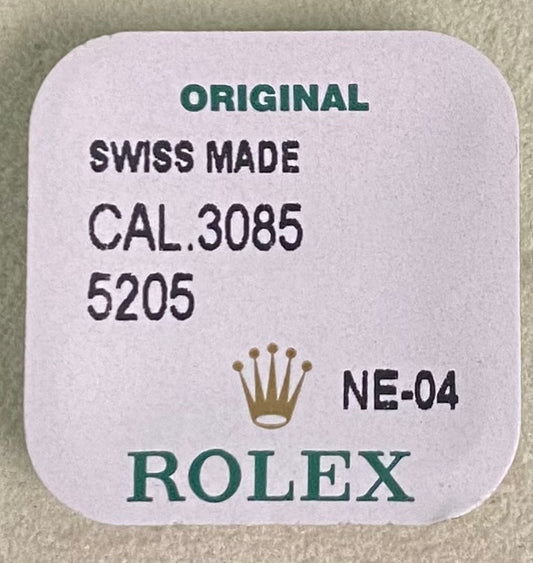 ORIGINAL
SWISS MADE
CAL.3085
5205
NE-04
ROLEX